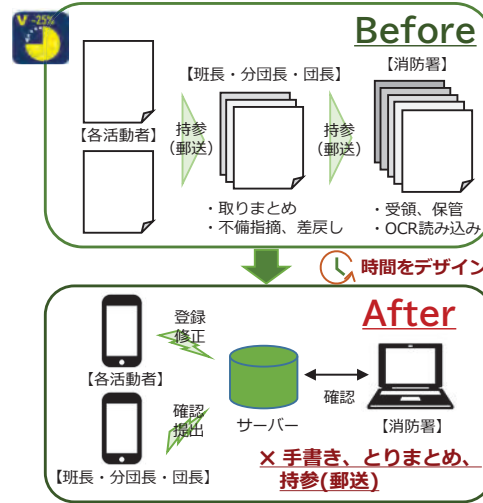 V -25%
Before
【班長・分団長・団長】
【消防署】
【各活動者】
持参
(郵送)
持参
(郵送)
・取りまとめ
・不備指摘、差戻し
・受領、保管
・OCR読み込み
時間をデザイン
After
登録
修正
【各活動者】
確認
提出
サーバー
確認
【消防署】
【班長・分団長・団長】
× 手書き、とりまとめ、
持参(郵送)